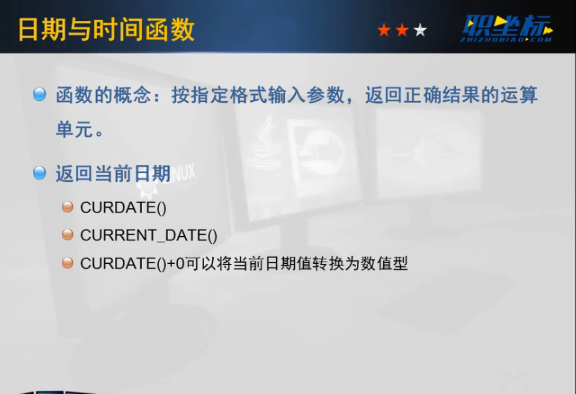 日期与时间函数
职坐标
ZHIZUOBIAO.COM
函数的概念：按指定格式输入参数，返回正确结果的运算
单元。
返回当前日期
CURDATE()
CURRENT_DATE()
CURDATE()+0可以将当前日期值转换为数值型